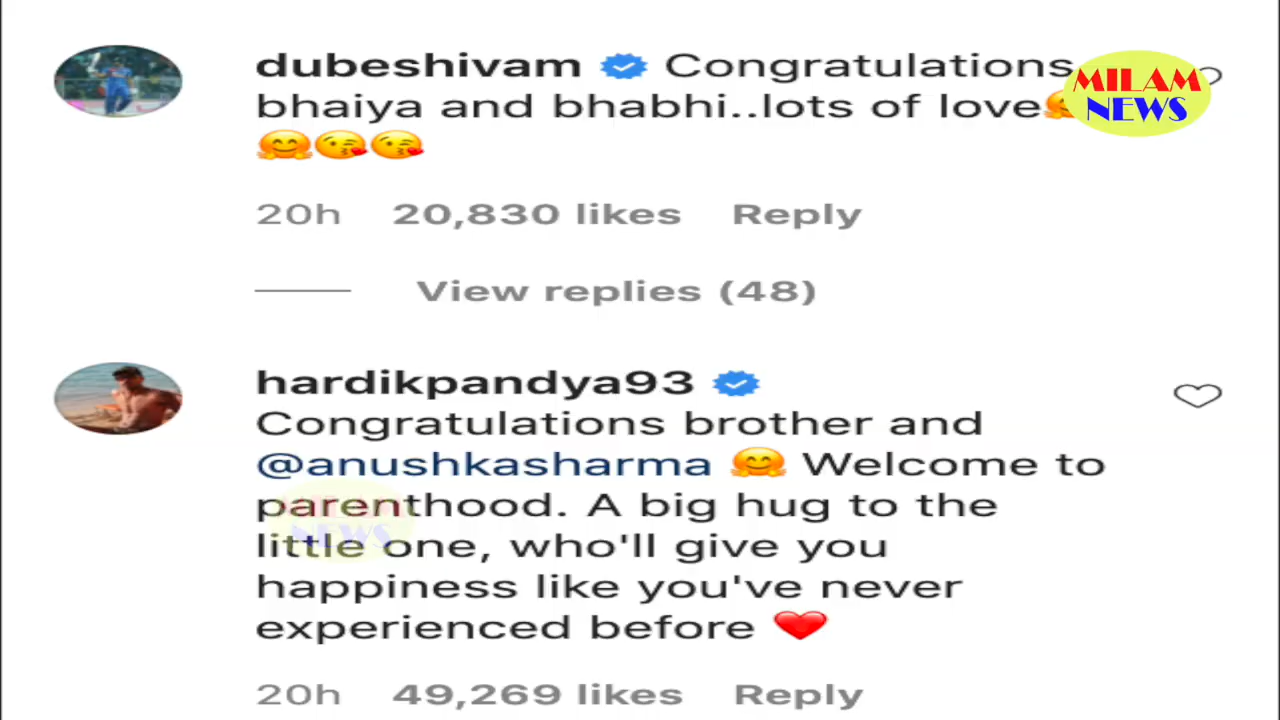 dubeshivam Congratulations
bhaiya and bhabhi..lots of love🤗
🤗😘😘
20h 20,830 likes Reply
View replies (48)
MILAM
NEWS
hardikpandya93
Congratulations brother and
@anushkasharma 🤗 Welcome to
parenthood. A big hug to the
little one, who'll give you
happiness like you've never
experienced before ❤️
20h 49,269 likes Reply
MILAM
NEWS